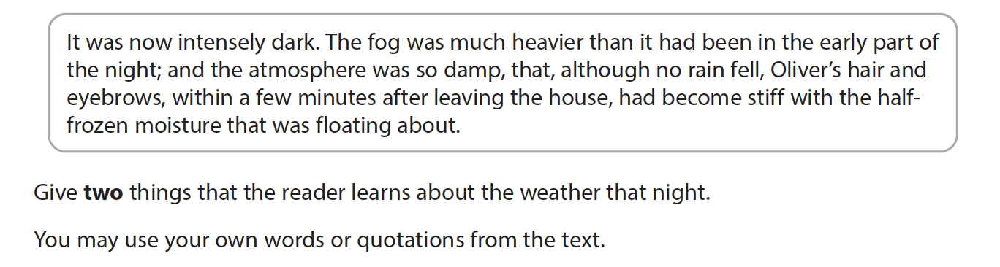 It was now intensely dark. The fog was much heavier than it had been in the early part of
the night; and the atmosphere was so damp, that, although no rain fell, Oliver’s hair and
eyebrows, within a few minutes after leaving the house, had become stiff with the half-
frozen moisture that was floating about.
Give two things that the reader learns about the weather that night.
You may use your own words or quotations from the text.